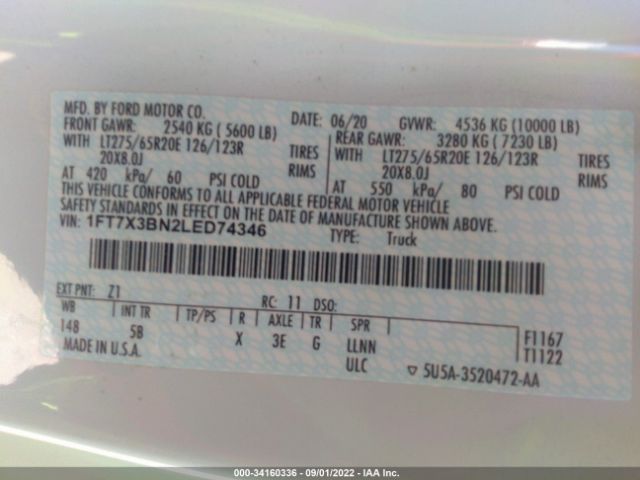 MFD. BY FORD MOTOR CO.
DATE: 06/20 GVWR: 4536 KG (10000 LB)
FRONT GAWR: 2540 KG (5600 LB)
REAR GAWR: 3280 KG (7230 LB)
WITH LT275/65R20E 126/123R TIRES
WITH LT275/65R20E 126/123R TIRES
20X8.0J RIMS
20X8.0J RIMS
AT 420 kPa/ 60 PSI COLD
AT 550 kPa/ 80 PSI COLD
THIS VEHICLE CONFORMS TO ALL APPLICABLE FEDERAL MOTOR VEHICLE
SAFETY STANDARDS IN EFFECT ON THE DATE OF MANUFACTURE SHOWN ABOVE.
VIN: 1FT7X3BN2LED74346
TYPE: Truck
EXT PNT: Z1 RC: 11 DSO:
WB INT TR TP/PS R AXLE TR SPR
148 5B X 3E G LLNN
F1167
T1122
MADE IN U.S.A. ULC
▽ 5U5A-3520472-AA
000-34160336 - 09/01/2022 - IAA Inc.